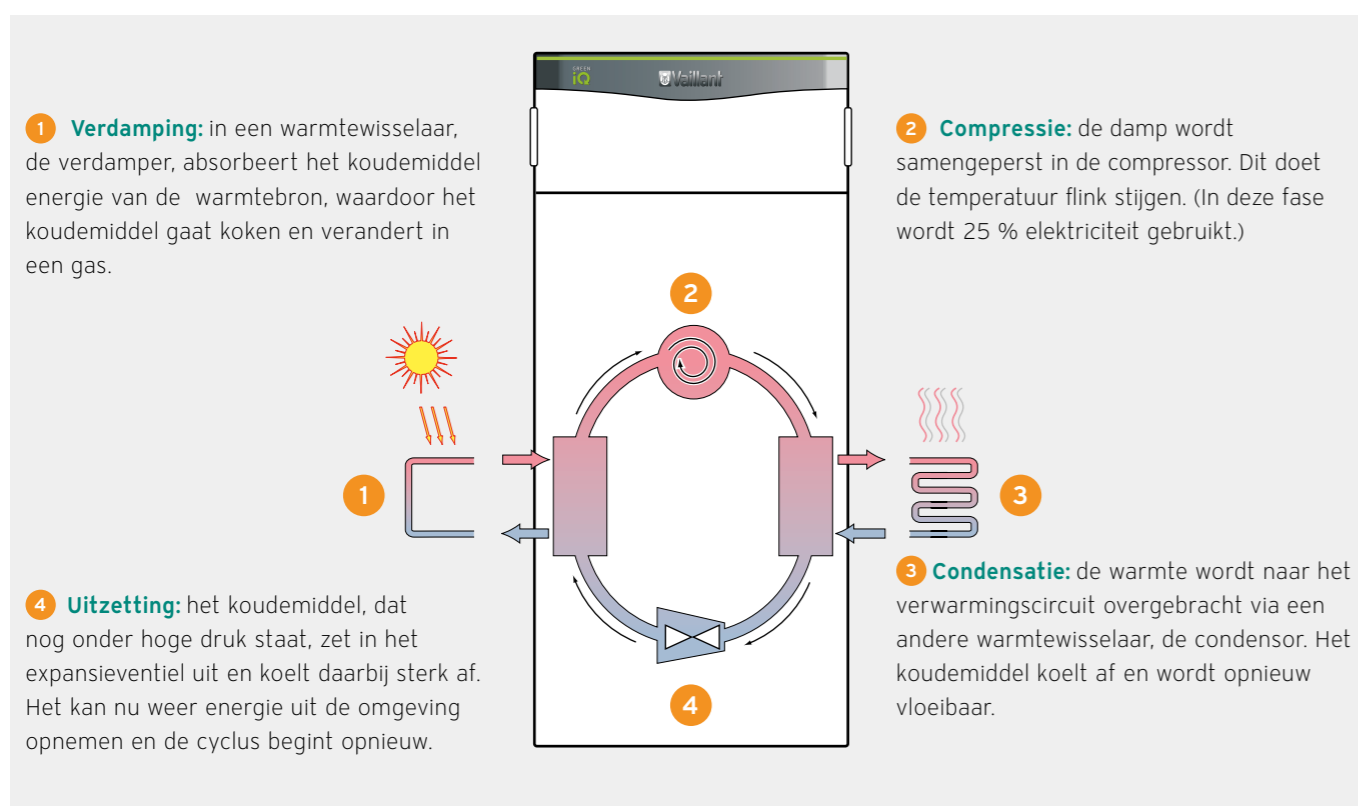 GREEN
iQ
Vaillant
1 Verdamping: in een warmtewisselaar,
de verdamper, absorbeert het koudemiddel
energie van de warmtebron, waardoor het
koudemiddel gaat koken en verandert in
een gas.
2 Compressie: de damp wordt
samengeperst in de compressor. Dit doet
de temperatuur flink stijgen. (In deze fase
wordt 25 % elektriciteit gebruikt.)
2
1
3
4
3 Condensatie: de warmte wordt naar het
verwarmingscircuit overgebracht via een
andere warmtewisselaar, de condensor. Het
koudemiddel koelt af en wordt opnieuw
vloeibaar.
4 Uitzetting: het koudemiddel, dat
nog onder hoge druk staat, zet in het
expansieventiel uit en koelt daarbij sterk af.
Het kan nu weer energie uit de omgeving
opnemen en de cyclus begint opnieuw.